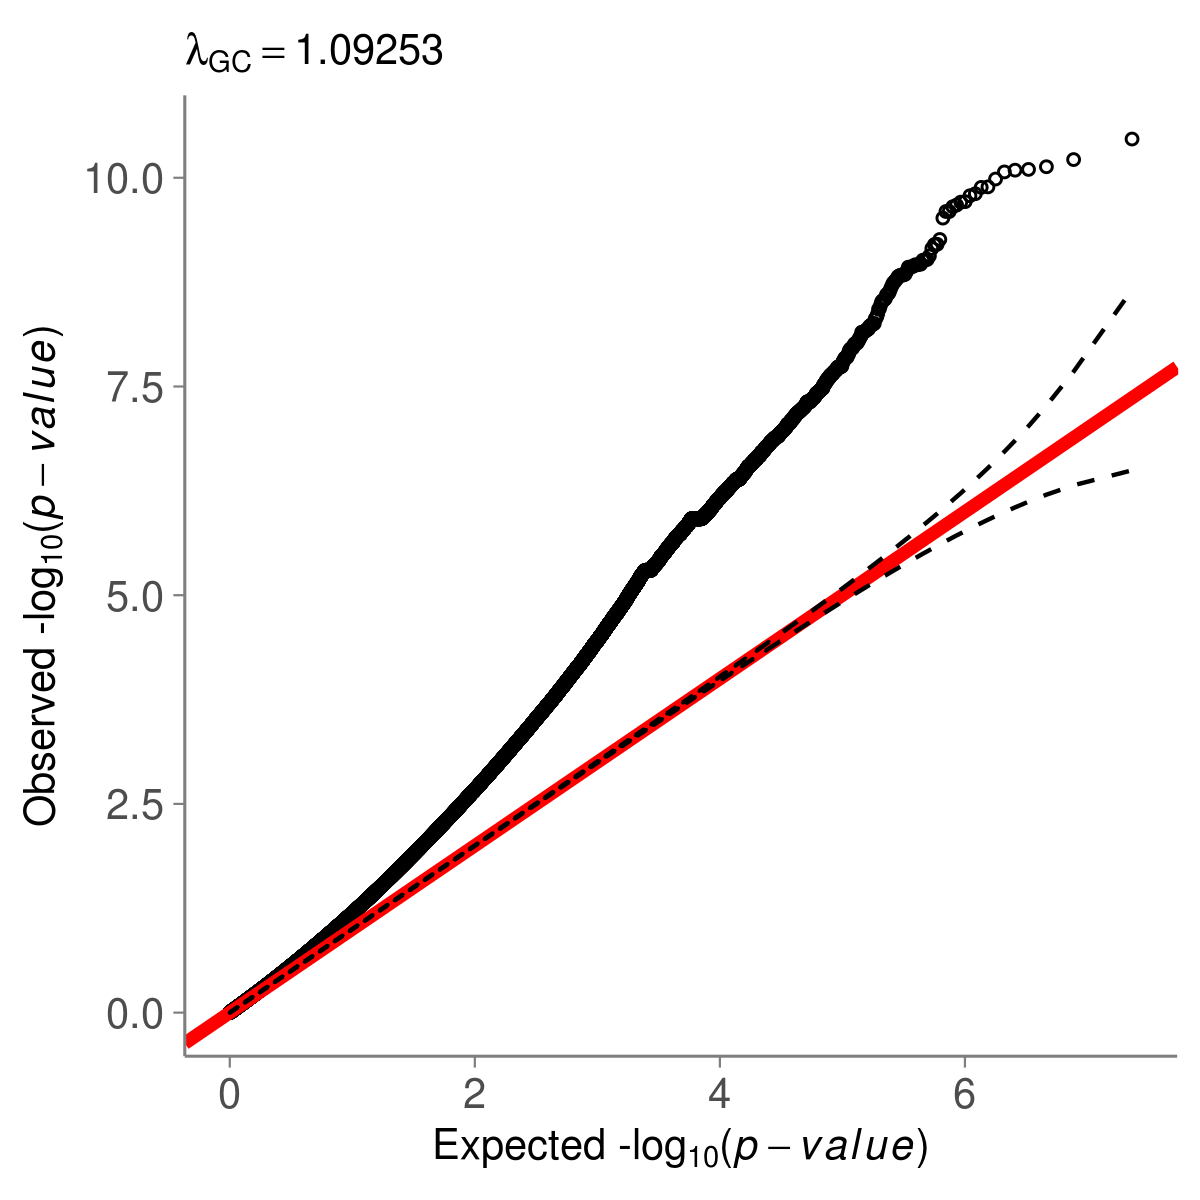 λGC = 1.09253
Observed -log10(p − value)
10.0
7.5
5.0
2.5
0.0
0 2 4 6
Expected -log10(p − value)